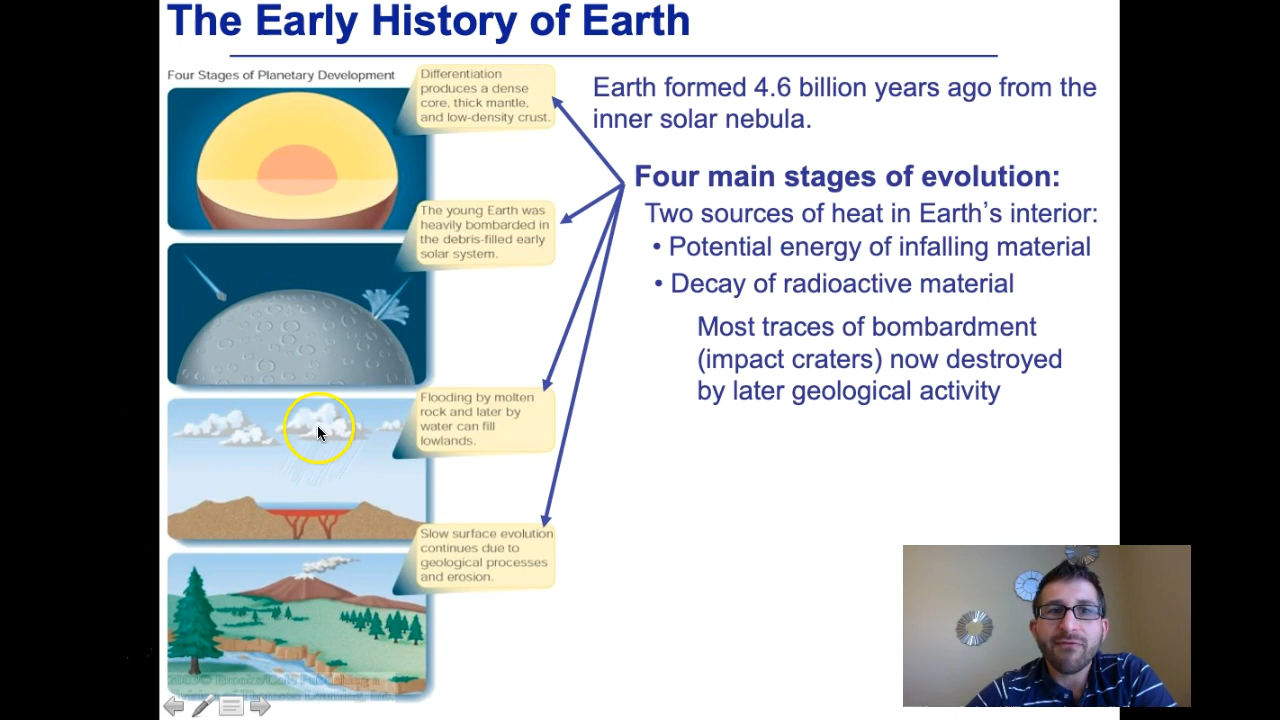 The Early History of Earth
Four Stages of Planetary Development
Differentiation
produces a dense
core, thick mantle,
and low-density crust.
The young Earth was
heavily bombarded in
the debris-filled early
solar system.
Flooding by molten
rock and later by
water can fill
lowlands.
Slow surface evolution
continues due to
geological processes
and erosion.
Earth formed 4.6 billion years ago from the
inner solar nebula.
Four main stages of evolution:
Two sources of heat in Earth’s interior:
• Potential energy of infalling material
• Decay of radioactive material
Most traces of bombardment
(impact craters) now destroyed
by later geological activity